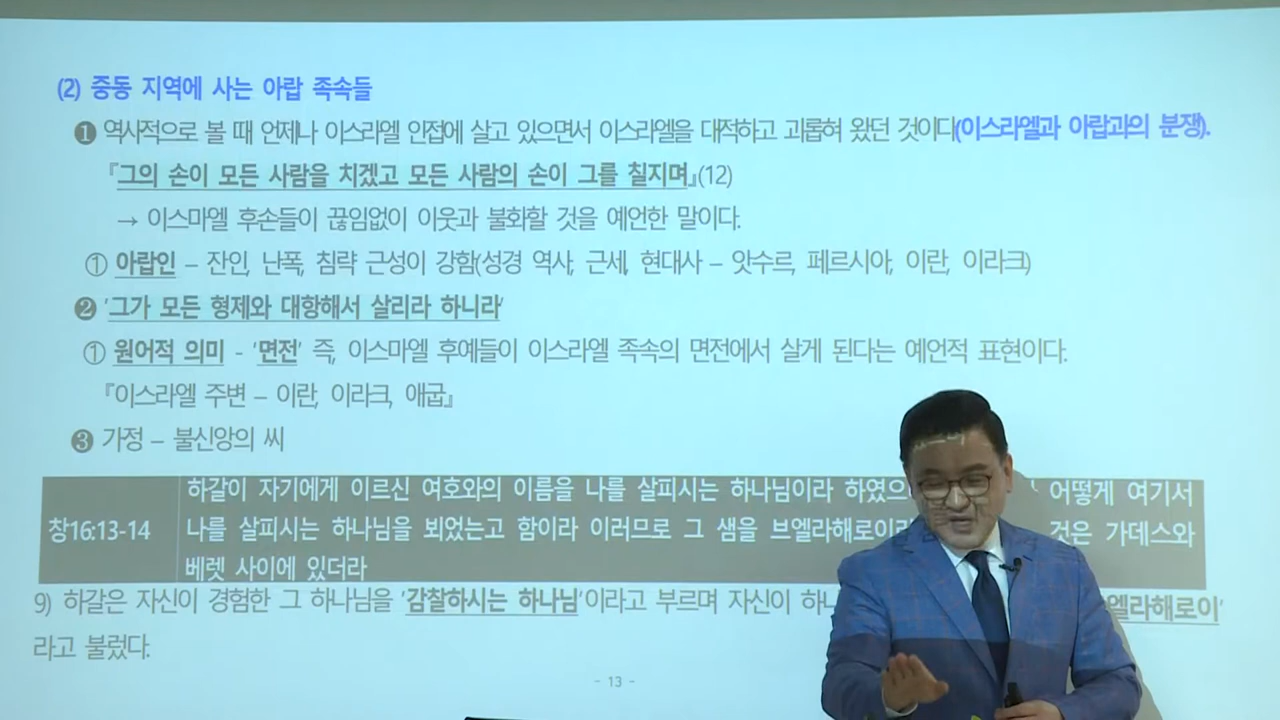 (2) 중동 지역에 사는 아랍 족속들
❶ 역사적으로 볼 때 언제나 이스라엘 인접에 살고 있으면서 이스라엘을 대적하고 괴롭혀 왔던 것이다(이스라엘과 아랍과의 분쟁).
『그의 손이 모든 사람을 치겠고 모든 사람의 손이 그를 칠지며』(12)
→ 이스마엘 후손들이 끊임없이 이웃과 불화할 것을 예언한 말이다.
① 아랍인 – 잔인, 난폭, 침략 근성이 강함(성경 역사, 근세, 현대사 – 앗수르, 페르시아, 이란, 이라크)
❷ '그가 모든 형제와 대항해서 살리라 하니라'
① 원어적 의미 - '면전' 즉, 이스마엘 후예들이 이스라엘 족속의 면전에서 살게 된다는 예언적 표현이다.
『이스라엘 주변 – 이란, 이라크, 애굽』
❸ 가정 – 불신앙의 씨
하갈이 자기에게 이르신 여호와의 이름을 나를 살피시는 하나님이라 하였으 어떻게 여기서
창16:13-14 나를 살피시는 하나님을 뵈었는고 함이라 이러므로 그 샘을 브엘라해로이 것은 가데스와
베렛 사이에 있더라
9) 하갈은 자신이 경험한 그 하나님을 '감찰하시는 하나님'이라고 부르며 자신이 하 엘라해로이'
라고 불렀다.
- 13 -